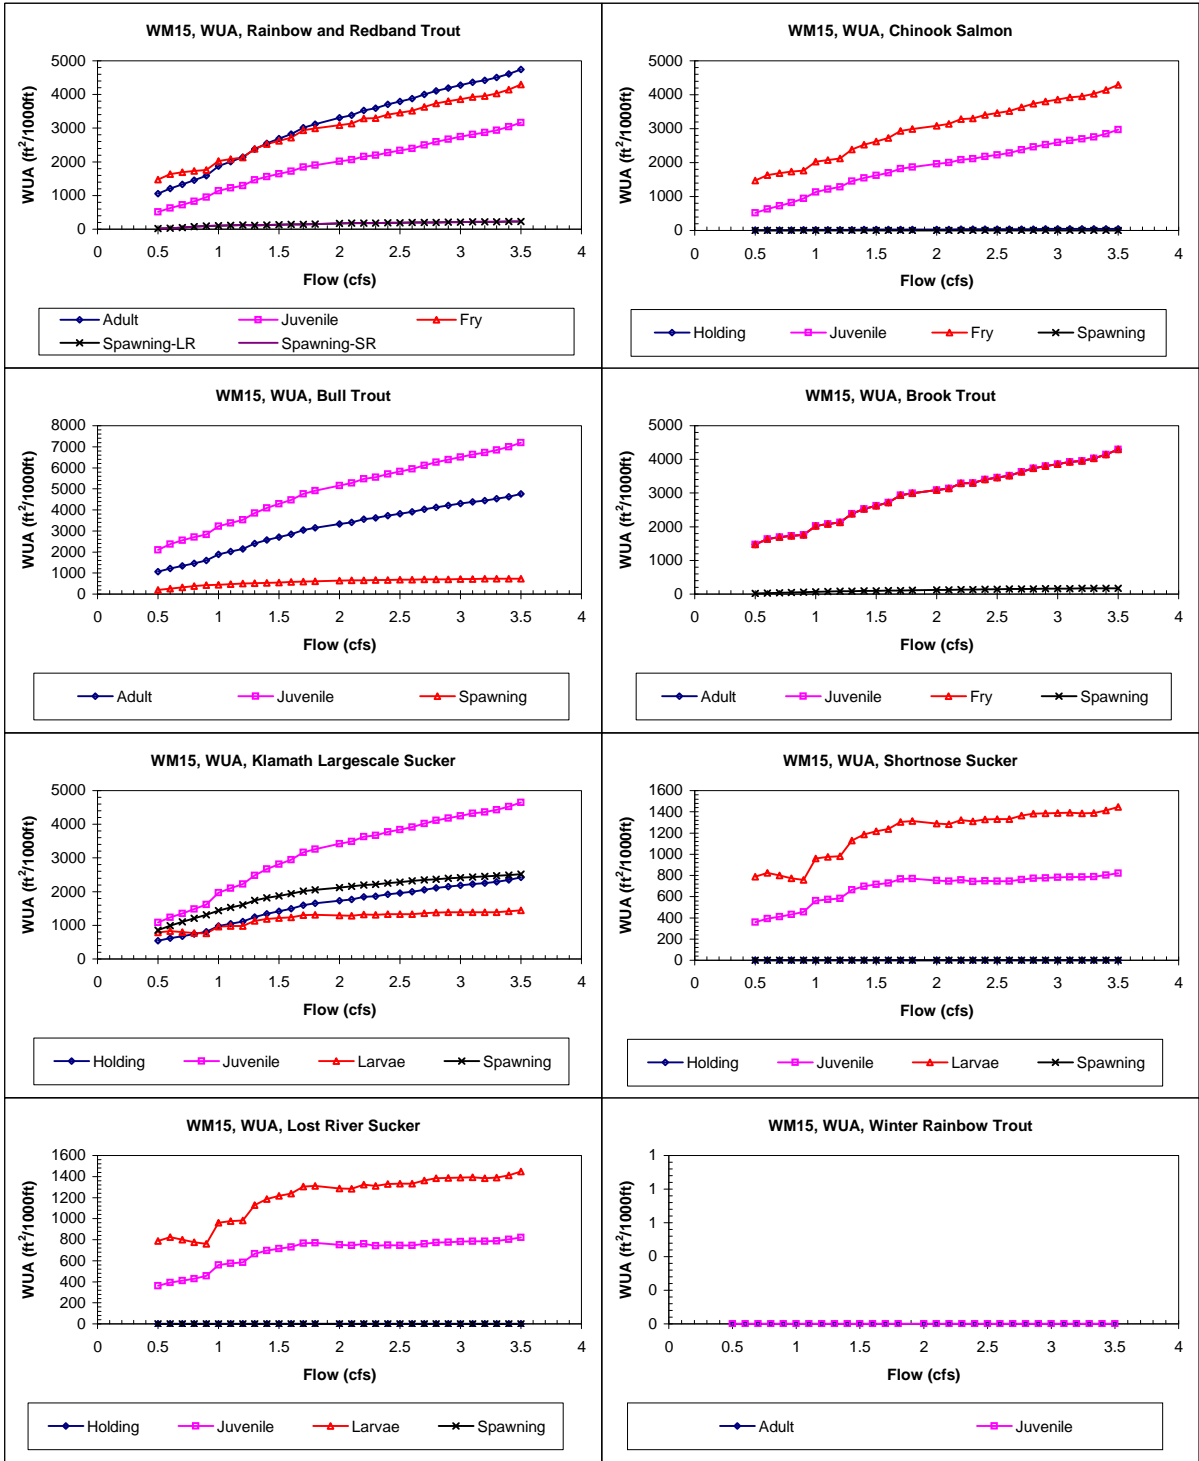 WM15, WUA, Rainbow and Redband Trout
WUA (ft²/1000ft)
5000
4000
3000
2000
1000
0
0 0.5 1 1.5 2 2.5 3 3.5 4
Flow (cfs)
Adult Juvenile Fry
Spawning-LR Spawning-SR
WM15, WUA, Chinook Salmon
WUA (ft²/1000ft)
5000
4000
3000
2000
1000
0
0 0.5 1 1.5 2 2.5 3 3.5 4
Flow (cfs)
Holding Juvenile Fry Spawning
WM15, WUA, Bull Trout
WUA (ft²/1000ft)
8000
7000
6000
5000
4000
3000
2000
1000
0
0 0.5 1 1.5 2 2.5 3 3.5 4
Flow (cfs)
Adult Juvenile Spawning
WM15, WUA, Brook Trout
WUA (ft²/1000ft)
5000
4000
3000
2000
1000
0
0 0.5 1 1.5 2 2.5 3 3.5 4
Flow (cfs)
Adult Juvenile Fry Spawning
WM15, WUA, Klamath Largescale Sucker
WUA (ft²/1000ft)
5000
4000
3000
2000
1000
0
0 0.5 1 1.5 2 2.5 3 3.5 4
Flow (cfs)
Holding Juvenile Larvae Spawning
WM15, WUA, Shortnose Sucker
WUA (ft²/1000ft)
1600
1400
1200
1000
800
600
400
200
0
0 0.5 1 1.5 2 2.5 3 3.5 4
Flow (cfs)
Holding Juvenile Larvae Spawning
WM15, WUA, Lost River Sucker
WUA (ft²/1000ft)
1600
1400
1200
1000
800
600
400
200
0
0 0.5 1 1.5 2 2.5 3 3.5 4
Flow (cfs)
Holding Juvenile Larvae Spawning
WM15, WUA, Winter Rainbow Trout
WUA (ft²/1000ft)
1
1
1
0
0
0
0 0.5 1 1.5 2 2.5 3 3.5 4
Flow (cfs)
Adult Juvenile